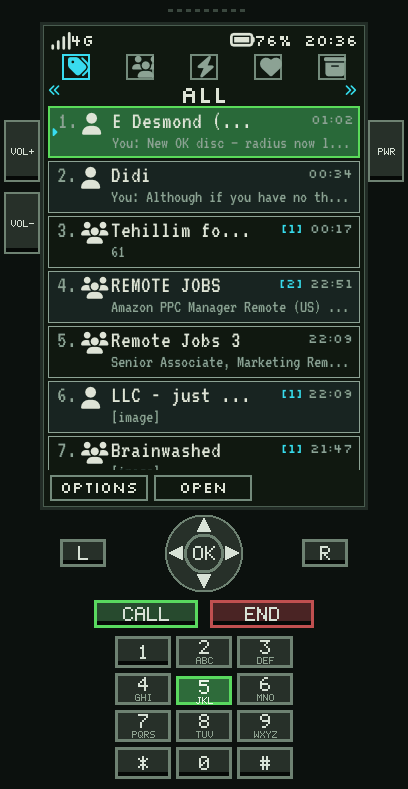 4G 76% 20:36
« ALL »
1. E Desmond (... 01:02
You: New OK disc - radius now l...
2. Didi 00:34
You: Although if you have no th...
3. Tehillim fo... [1] 00:17
61
4. REMOTE JOBS [2] 22:51
Amazon PPC Manager Remote (US) ...
5. Remote Jobs 3 22:09
Senior Associate, Marketing Rem...
6. LLC - just ... [1] 22:09
[image]
7. Brainwashed [1] 21:47
OPTIONS OPEN
VOL+
VOL-
PWR
L OK R
CALL END
1 2 ABC 3 DEF
4 GHI 5 JKL 6 MNO
7 PQRS 8 TUV 9 WXYZ
* 0 #